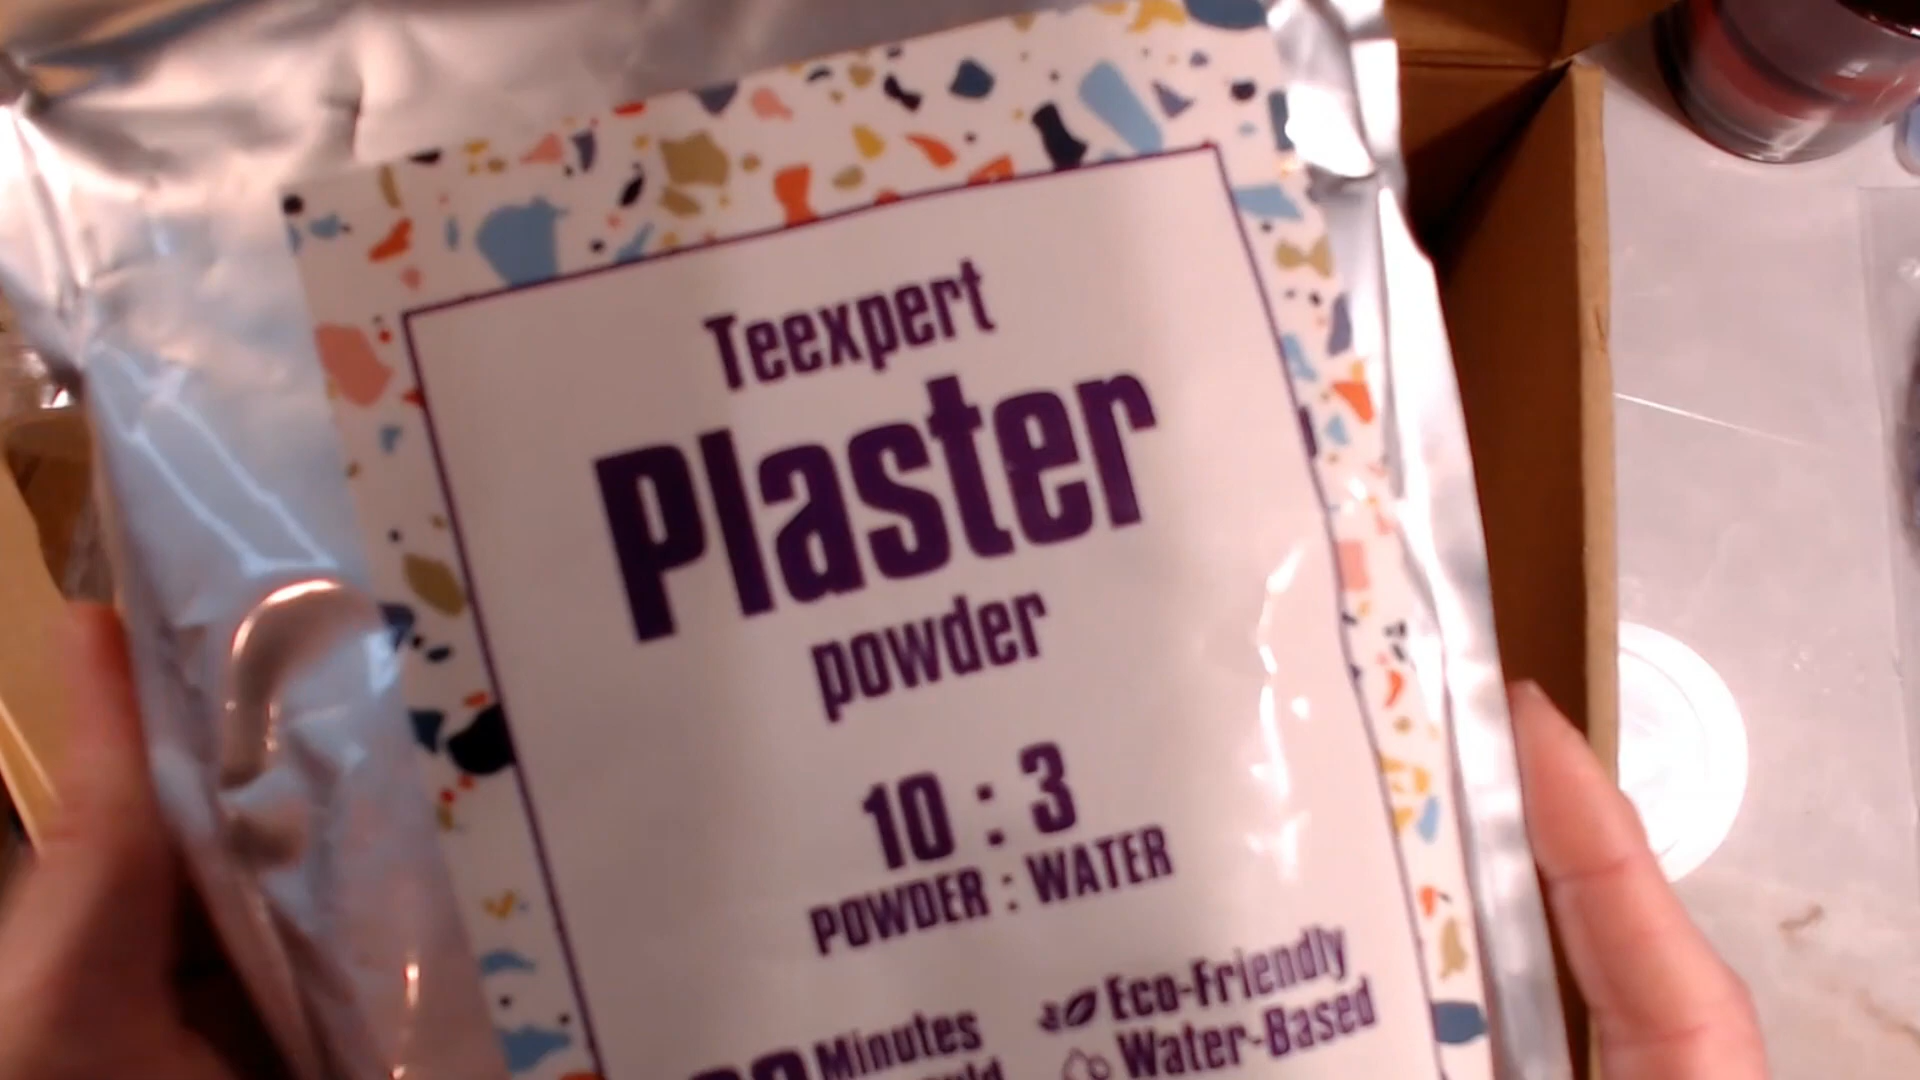 Teexpert
Plaster
powder
10 : 3
POWDER : WATER
Minutes
Eco-Friendly
Water-Based